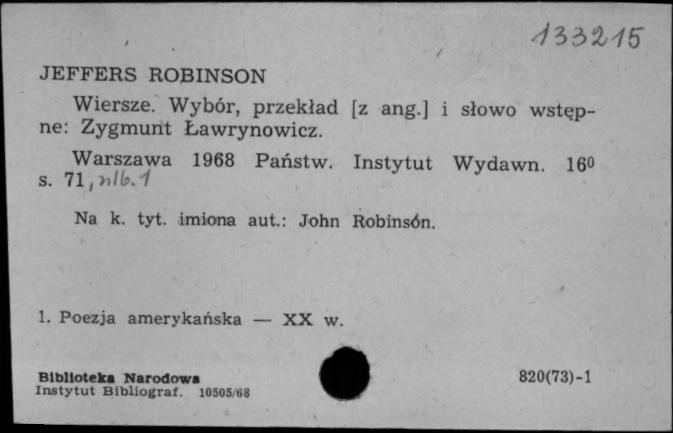 133215
JEFFERS ROBINSON
Wiersze. Wybór, przekład [z ang.] i słowo wstęp-
ne: Zygmunt Ławrynowicz.
Warszawa 1968 Państw. Instytut Wydawn. 16⁰
s. 71, nlb. 1
Na k. tyt. imiona aut.: John Robinsón.
1. Poezja amerykańska — XX w.
Biblioteka Narodowa
Instytut Bibliograf. 10505/68
820(73)-1